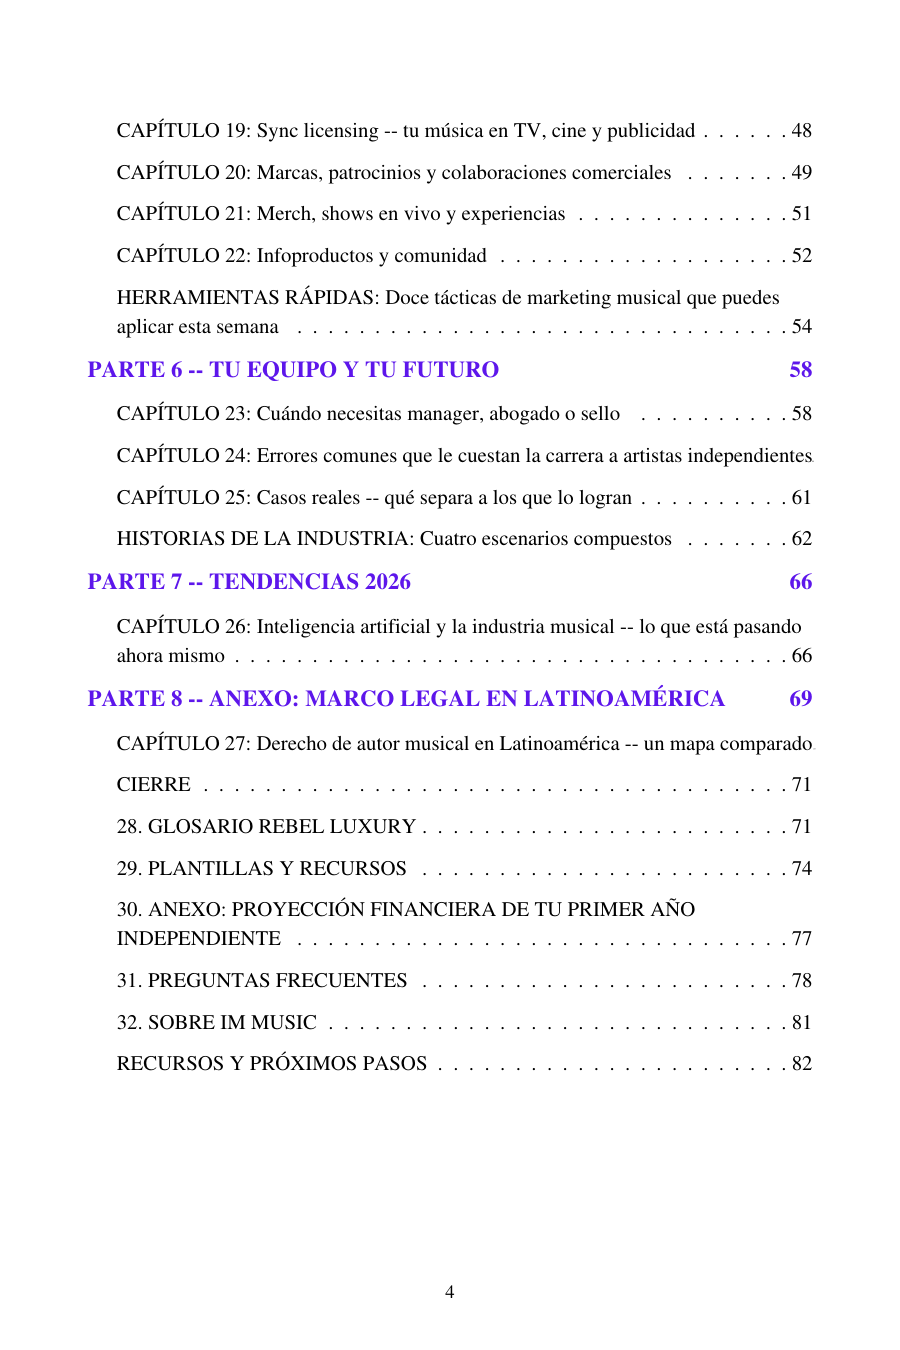 CAPÍTULO 19: Sync licensing -- tu música en TV, cine y publicidad . . . . . . 48
CAPÍTULO 20: Marcas, patrocinios y colaboraciones comerciales . . . . . . . 49
CAPÍTULO 21: Merch, shows en vivo y experiencias . . . . . . . . . . . . . . 51
CAPÍTULO 22: Infoproductos y comunidad . . . . . . . . . . . . . . . . . . . 52
HERRAMIENTAS RÁPIDAS: Doce tácticas de marketing musical que puedes
aplicar esta semana . . . . . . . . . . . . . . . . . . . . . . . . . . . . . . . . 54
PARTE 6 -- TU EQUIPO Y TU FUTURO 58
CAPÍTULO 23: Cuándo necesitas manager, abogado o sello . . . . . . . . . . 58
CAPÍTULO 24: Errores comunes que le cuestan la carrera a artistas independientes.
CAPÍTULO 25: Casos reales -- qué separa a los que lo logran . . . . . . . . . . 61
HISTORIAS DE LA INDUSTRIA: Cuatro escenarios compuestos . . . . . . . 62
PARTE 7 -- TENDENCIAS 2026 66
CAPÍTULO 26: Inteligencia artificial y la industria musical -- lo que está pasando
ahora mismo . . . . . . . . . . . . . . . . . . . . . . . . . . . . . . . . . . . . 66
PARTE 8 -- ANEXO: MARCO LEGAL EN LATINOAMÉRICA 69
CAPÍTULO 27: Derecho de autor musical en Latinoamérica -- un mapa comparado.
CIERRE . . . . . . . . . . . . . . . . . . . . . . . . . . . . . . . . . . . . . . 71
28. GLOSARIO REBEL LUXURY . . . . . . . . . . . . . . . . . . . . . . . . 71
29. PLANTILLAS Y RECURSOS . . . . . . . . . . . . . . . . . . . . . . . . 74
30. ANEXO: PROYECCIÓN FINANCIERA DE TU PRIMER AÑO
INDEPENDIENTE . . . . . . . . . . . . . . . . . . . . . . . . . . . . . . . . 77
31. PREGUNTAS FRECUENTES . . . . . . . . . . . . . . . . . . . . . . . . 78
32. SOBRE IM MUSIC . . . . . . . . . . . . . . . . . . . . . . . . . . . . . . 81
RECURSOS Y PRÓXIMOS PASOS . . . . . . . . . . . . . . . . . . . . . . . 82
4